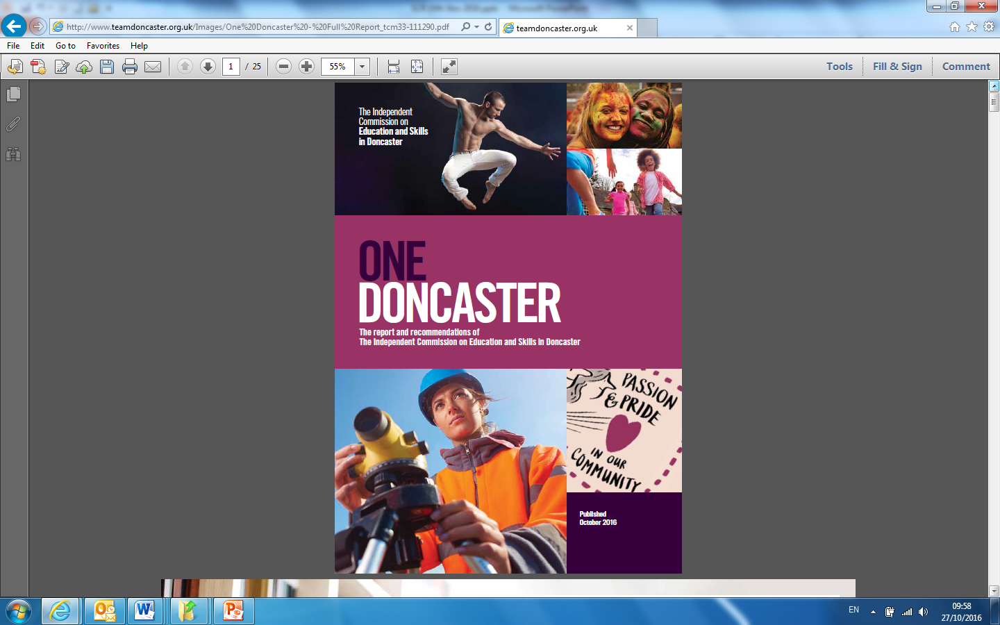 http://www.teamdoncaster.org.uk/Images/One%20Doncaster%20-%20Full%20Report_tcm33-111290.pdf
teamdoncaster.org.uk
File Edit Go to Favorites Help
1 / 25
55%
Tools Fill & Sign Comment
The Independent
Commission on
Education and Skills
in Doncaster
ONE
DONCASTER
The report and recommendations of
The Independent Commission on Education and Skills in Doncaster
PASSION
& PRIDE
IN OUR
COMMUNITY
Published
October 2016
EN
09:58
27/10/2016